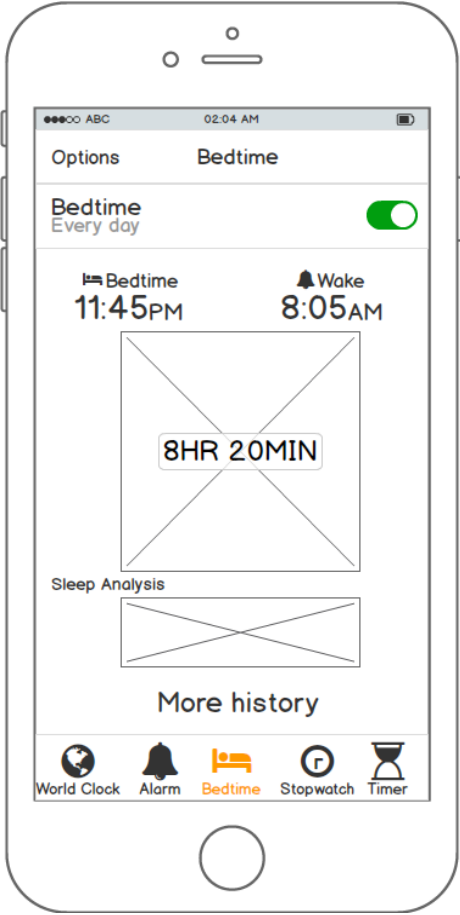 ABC 02:04 AM
Options Bedtime
Bedtime
Every day
Bedtime Wake
11:45PM 8:05AM
8HR 20MIN
Sleep Analysis
More history
r
World Clock Alarm Bedtime Stopwatch Timer